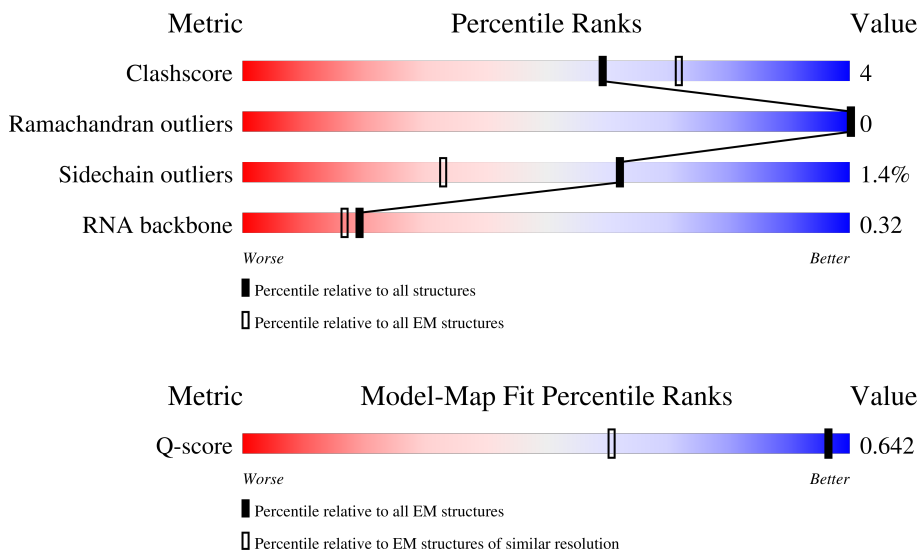 Metric Percentile Ranks Value
Clashscore 4
Ramachandran outliers 0
Sidechain outliers 1.4%
RNA backbone 0.32
Worse Better
Percentile relative to all structures
Percentile relative to all EM structures
Metric Model-Map Fit Percentile Ranks Value
Q-score 0.642
Worse Better
Percentile relative to all EM structures
Percentile relative to EM structures of similar resolution